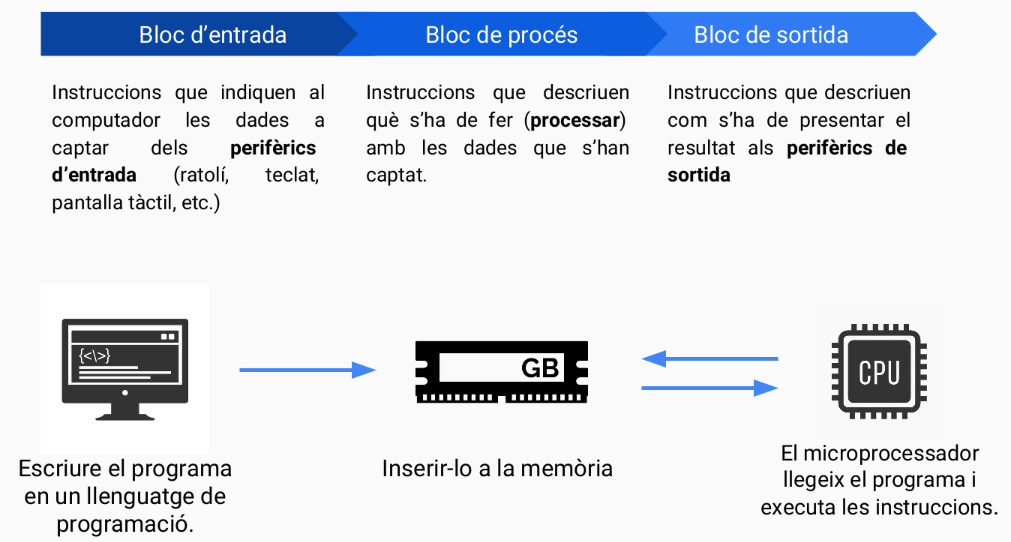 Bloc d’entrada
Bloc de procés
Bloc de sortida
Instruccions que indiquen al
computador les dades a
captar dels perifèrics
d’entrada (ratolí, teclat,
pantalla tàctil, etc.)
Instruccions que descriuen
què s’ha de fer (processar)
amb les dades que s’han
captat.
Instruccions que descriuen
com s’ha de presentar el
resultat als perifèrics de
sortida
{<\>}
GB
CPU
Escriure el programa
en un llenguatge de
programació.
Inserir-lo a la memòria
El microprocessador
llegeix el programa i
executa les instruccions.